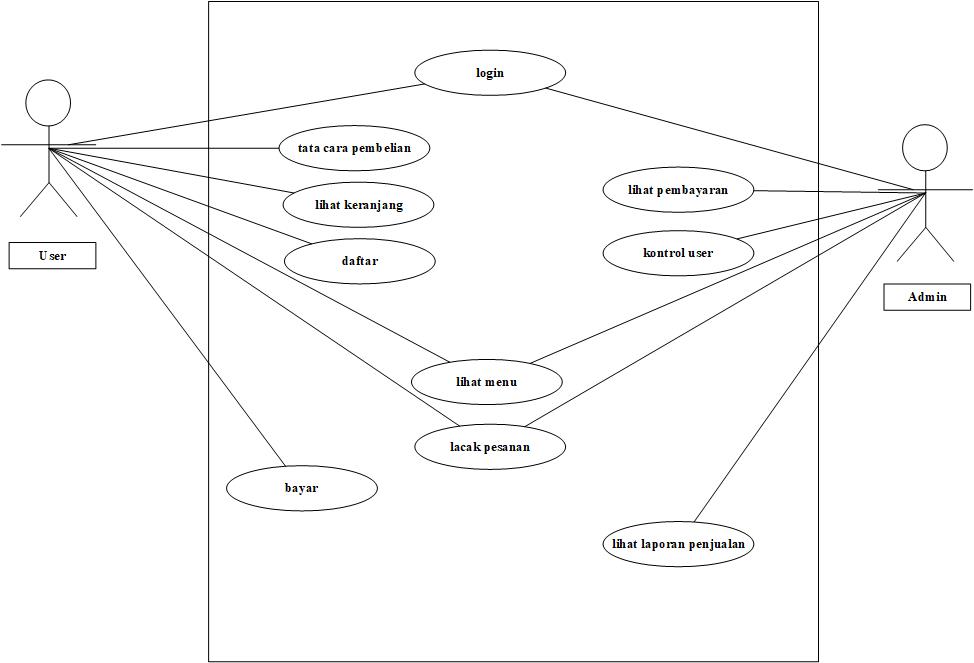 login
tata cara pembelian
lihat pembayaran
lihat keranjang
User
daftar
kontrol user
Admin
lihat menu
lacak pesanan
bayar
lihat laporan penjualan